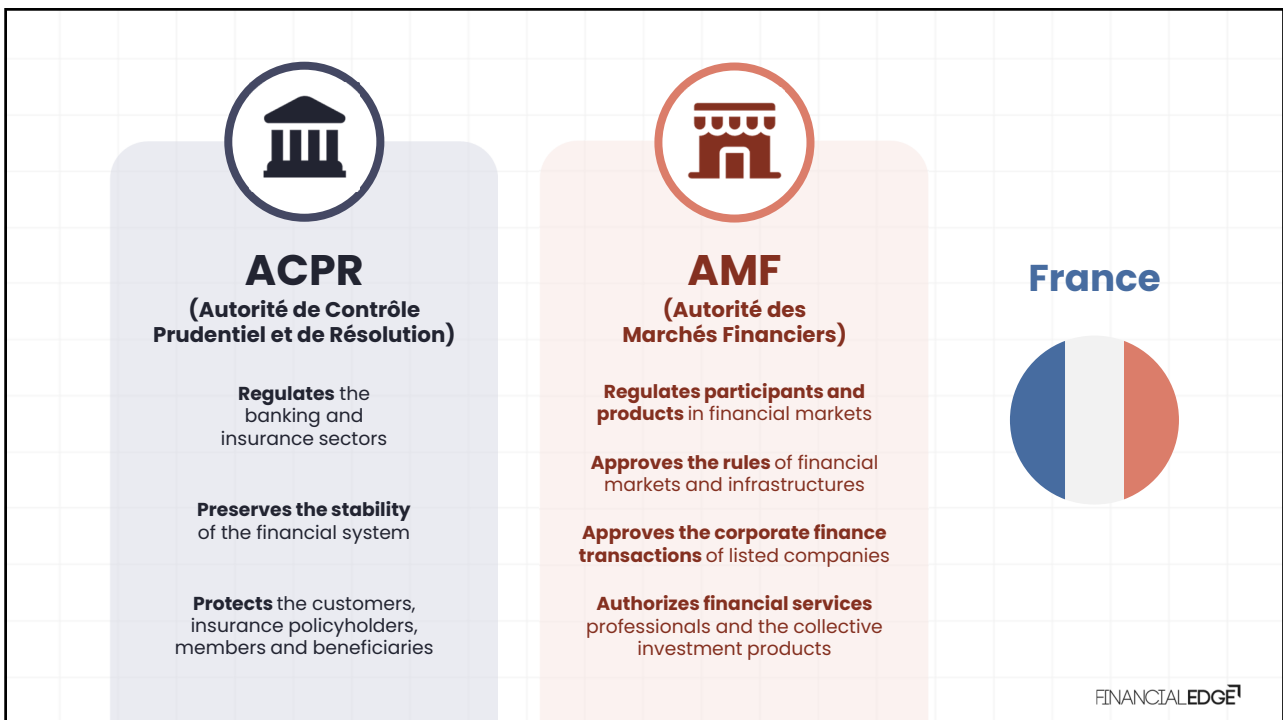 ACPR
(Autorité de Contrôle
Prudentiel et de Résolution)
Regulates the
banking and
insurance sectors
Preserves the stability
of the financial system
Protects the customers,
insurance policyholders,
members and beneficiaries
AMF
(Autorité des
Marchés Financiers)
Regulates participants and
products in financial markets
Approves the rules of financial
markets and infrastructures
Approves the corporate finance
transactions of listed companies
Authorizes financial services
professionals and the collective
investment products
France
FINANCIALEDGE